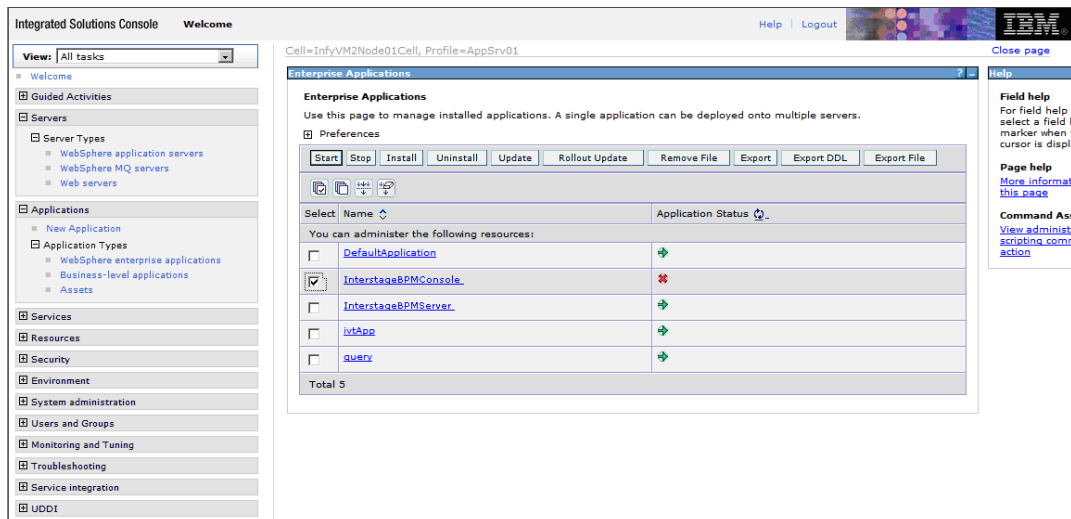 Integrated Solutions Console Welcome Help Logout IBM.
View: All tasks
Cell=InfyVM2Node01Cell, Profile=AppSrv01
Close page
Welcome
Guided Activities
Servers
Server Types
WebSphere application servers
WebSphere MQ servers
Web servers
Applications
New Application
Application Types
WebSphere enterprise applications
Business-level applications
Assets
Services
Resources
Security
Environment
System administration
Users and Groups
Monitoring and Tuning
Troubleshooting
Service integration
UDDI
Enterprise Applications ? -
Enterprise Applications
Use this page to manage installed applications. A single application can be deployed onto multiple servers.
Preferences
Start Stop Install Uninstall Update Rollout Update Remove File Export Export DDL Export File
Select Name Application Status
You can administer the following resources:
DefaultApplication
InterstageBPMConsole
InterstageBPMServer
ivtApp
query
Total 5
Help
Field help
For field help
select a field
marker when
cursor is displ
Page help
More informat
this page
Command Ass
View administ
scripting comm
action